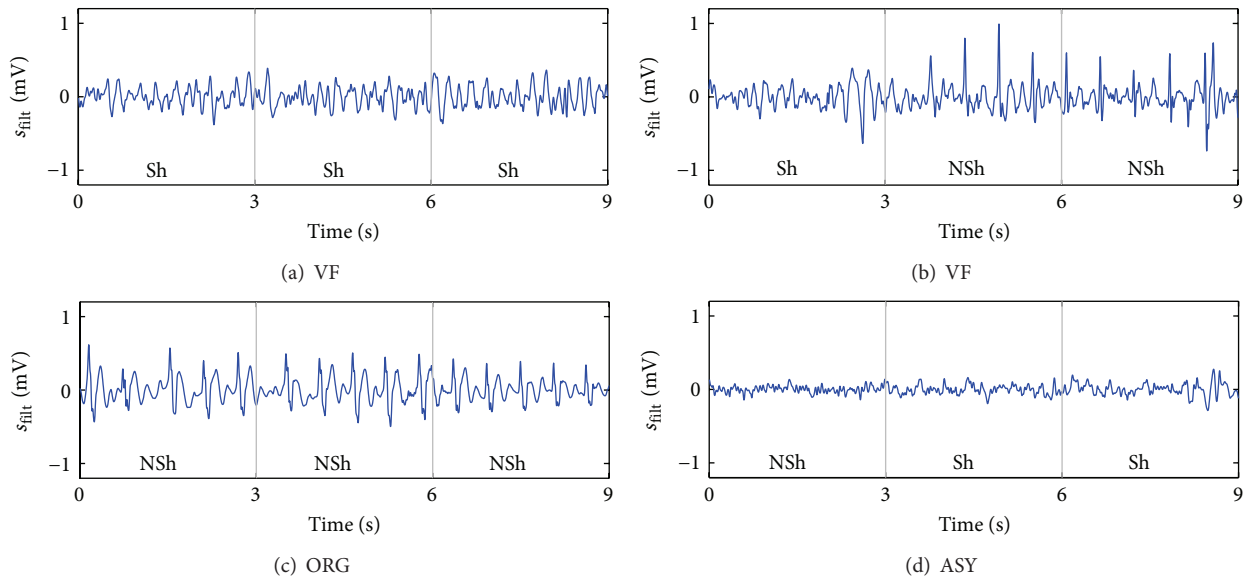 1
0
−1
s_filt (mV)
Sh
Sh
Sh
0
3
6
9
Time (s)
(a) VF
1
0
−1
s_filt (mV)
Sh
NSh
NSh
0
3
6
9
Time (s)
(b) VF
1
0
−1
s_filt (mV)
NSh
NSh
NSh
0
3
6
9
Time (s)
(c) ORG
1
0
−1
s_filt (mV)
NSh
Sh
Sh
0
3
6
9
Time (s)
(d) ASY